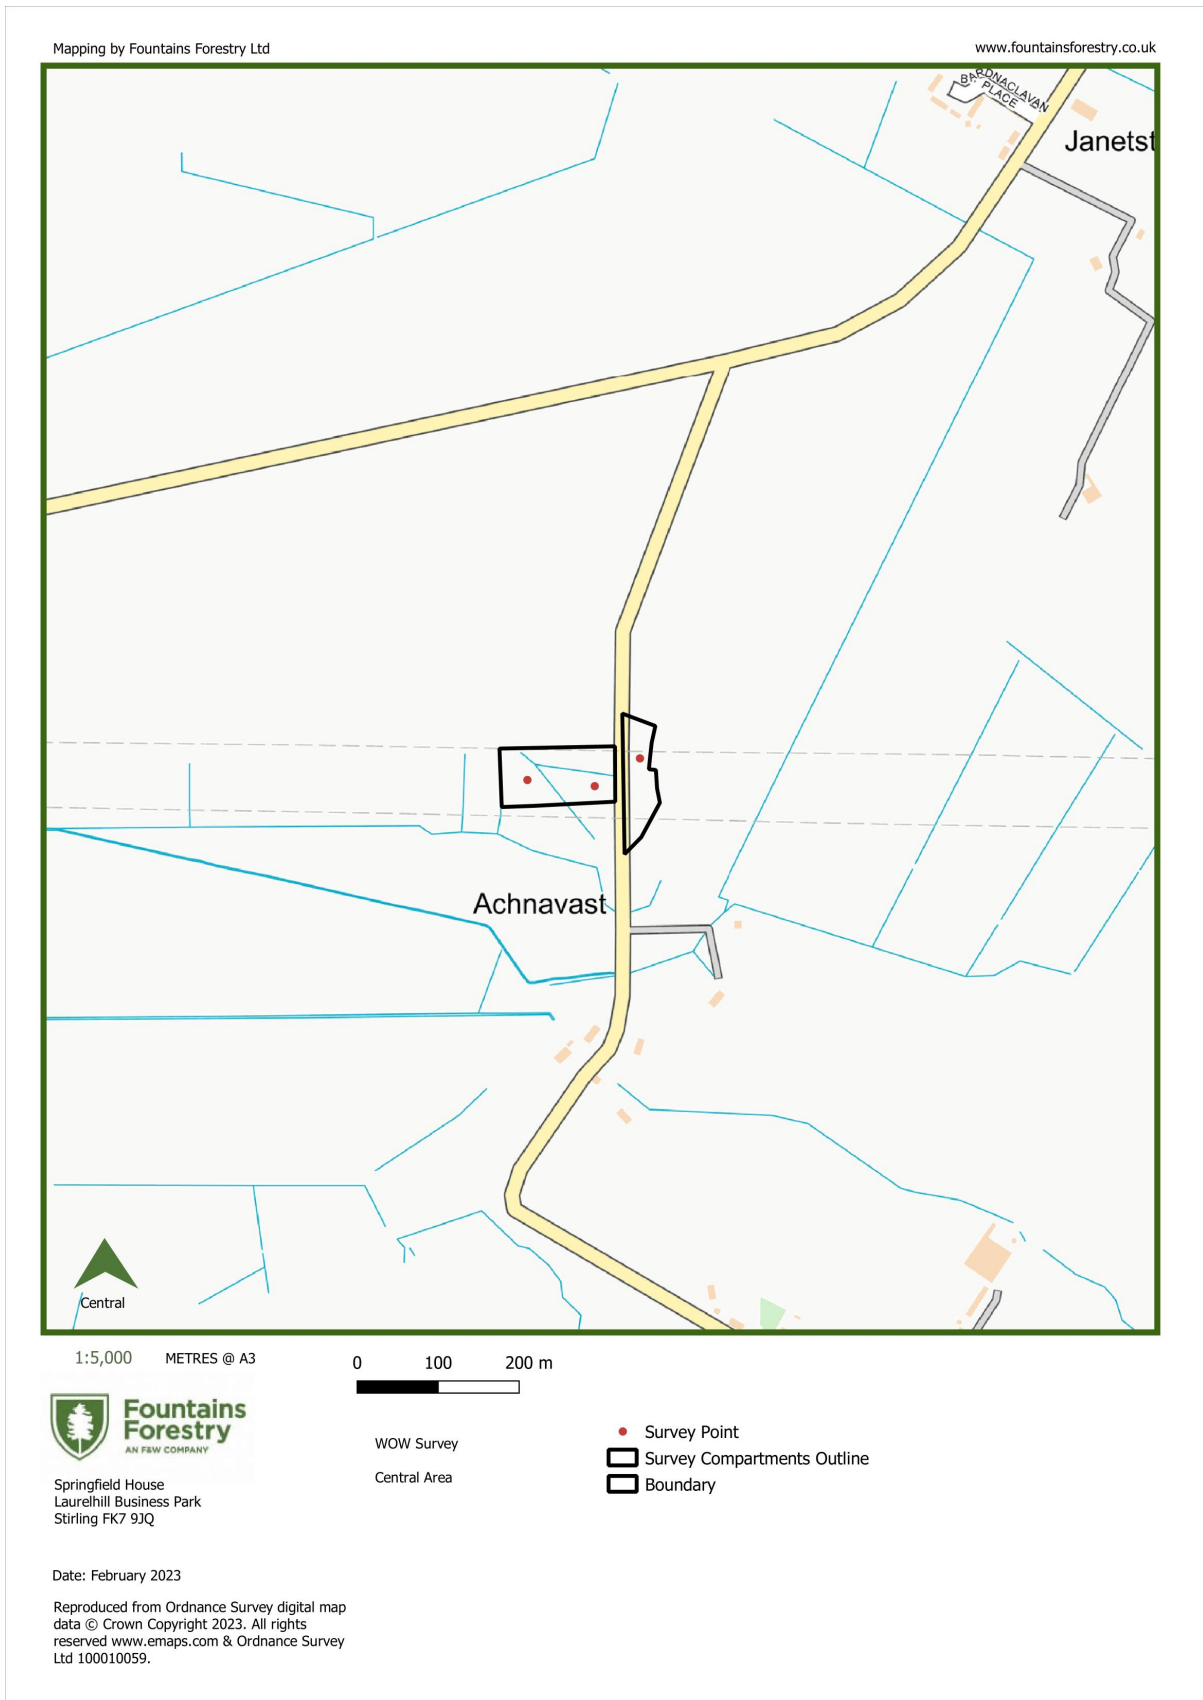 Mapping by Fountains Forestry Ltd
www.fountainsforestry.co.uk
BARDNACLAVAN
PLACE
Janetst
Achnavast
Central
1:5,000
METRES @ A3
0 100 200 m
Fountains
Forestry
AN F&W COMPANY
WOW Survey
Central Area
Survey Point
Survey Compartments Outline
Boundary
Springfield House
Laurelhill Business Park
Stirling FK7 9JQ
Date: February 2023
Reproduced from Ordnance Survey digital map
data © Crown Copyright 2023. All rights
reserved www.emaps.com & Ordnance Survey
Ltd 100010059.